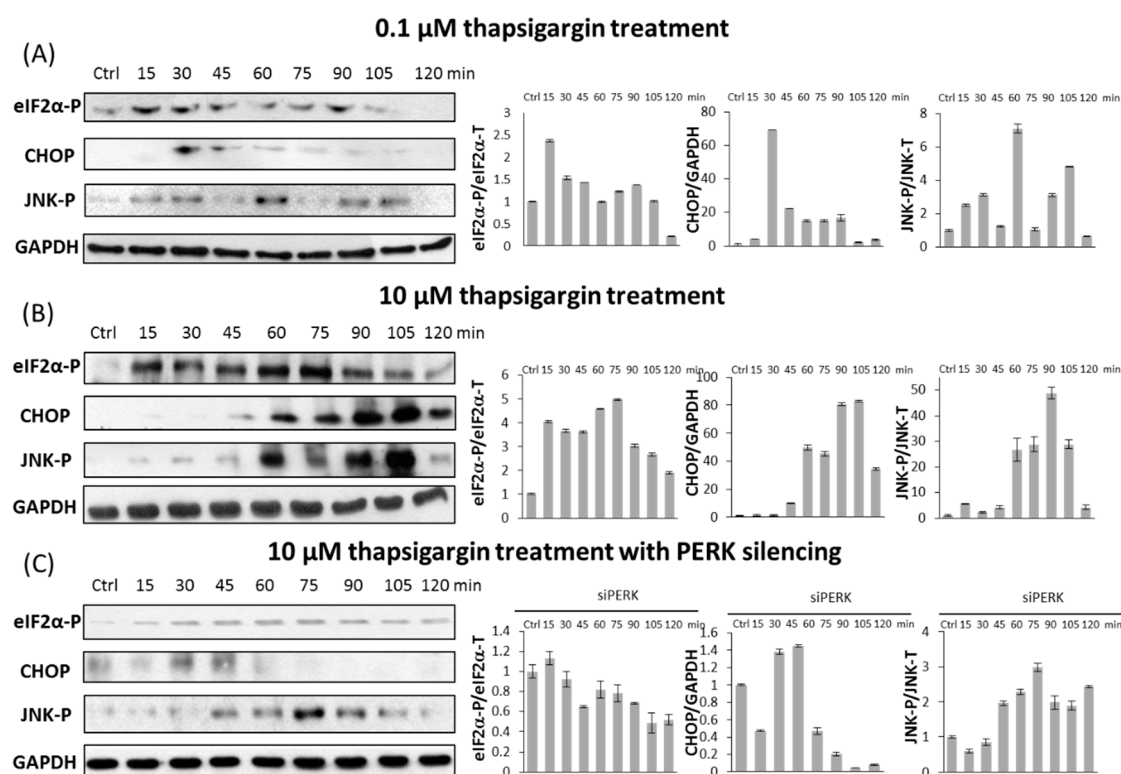 0.1 µM thapsigargin treatment
(A)
Ctrl 15 30 45 60 75 90 105 120 min
eIF2α-P
CHOP
JNK-P
GAPDH
Ctrl 15 30 45 60 75 90 105 120 min
eIF2α-P/eIF2α-T
3
2.5
2
1.5
1
0.5
0
Ctrl 15 30 45 60 75 90 105 120 min
CHOP/GAPDH
80
60
40
20
0
Ctrl 15 30 45 60 75 90 105 120 min
JNK-P/JNK-T
8
6
4
2
0
10 µM thapsigargin treatment
(B)
Ctrl 15 30 45 60 75 90 105 120 min
eIF2α-P
CHOP
JNK-P
GAPDH
Ctrl 15 30 45 60 75 90 105 120 min
eIF2α-P/eIF2α-T
6
5
4
3
2
1
0
Ctrl 15 30 45 60 75 90 105 120 min
CHOP/GAPDH
100
80
60
40
20
0
Ctrl 15 30 45 60 75 90 105 120 min
JNK-P/JNK-T
50
40
30
20
10
0
10 µM thapsigargin treatment with PERK silencing
(C)
Ctrl 15 30 45 60 75 90 105 120 min
eIF2α-P
CHOP
JNK-P
GAPDH
siPERK
Ctrl 15 30 45 60 75 90 105 120 min
eIF2α-P/eIF2α-T
1.4
1.2
1
0.8
0.6
0.4
0.2
0
siPERK
Ctrl 15 30 45 60 75 90 105 120 min
CHOP/GAPDH
1.6
1.4
1.2
1
0.8
0.6
0.4
0.2
0
siPERK
Ctrl 15 30 45 60 75 90 105 120 min
JNK-P/JNK-T
4
3
2
1
0